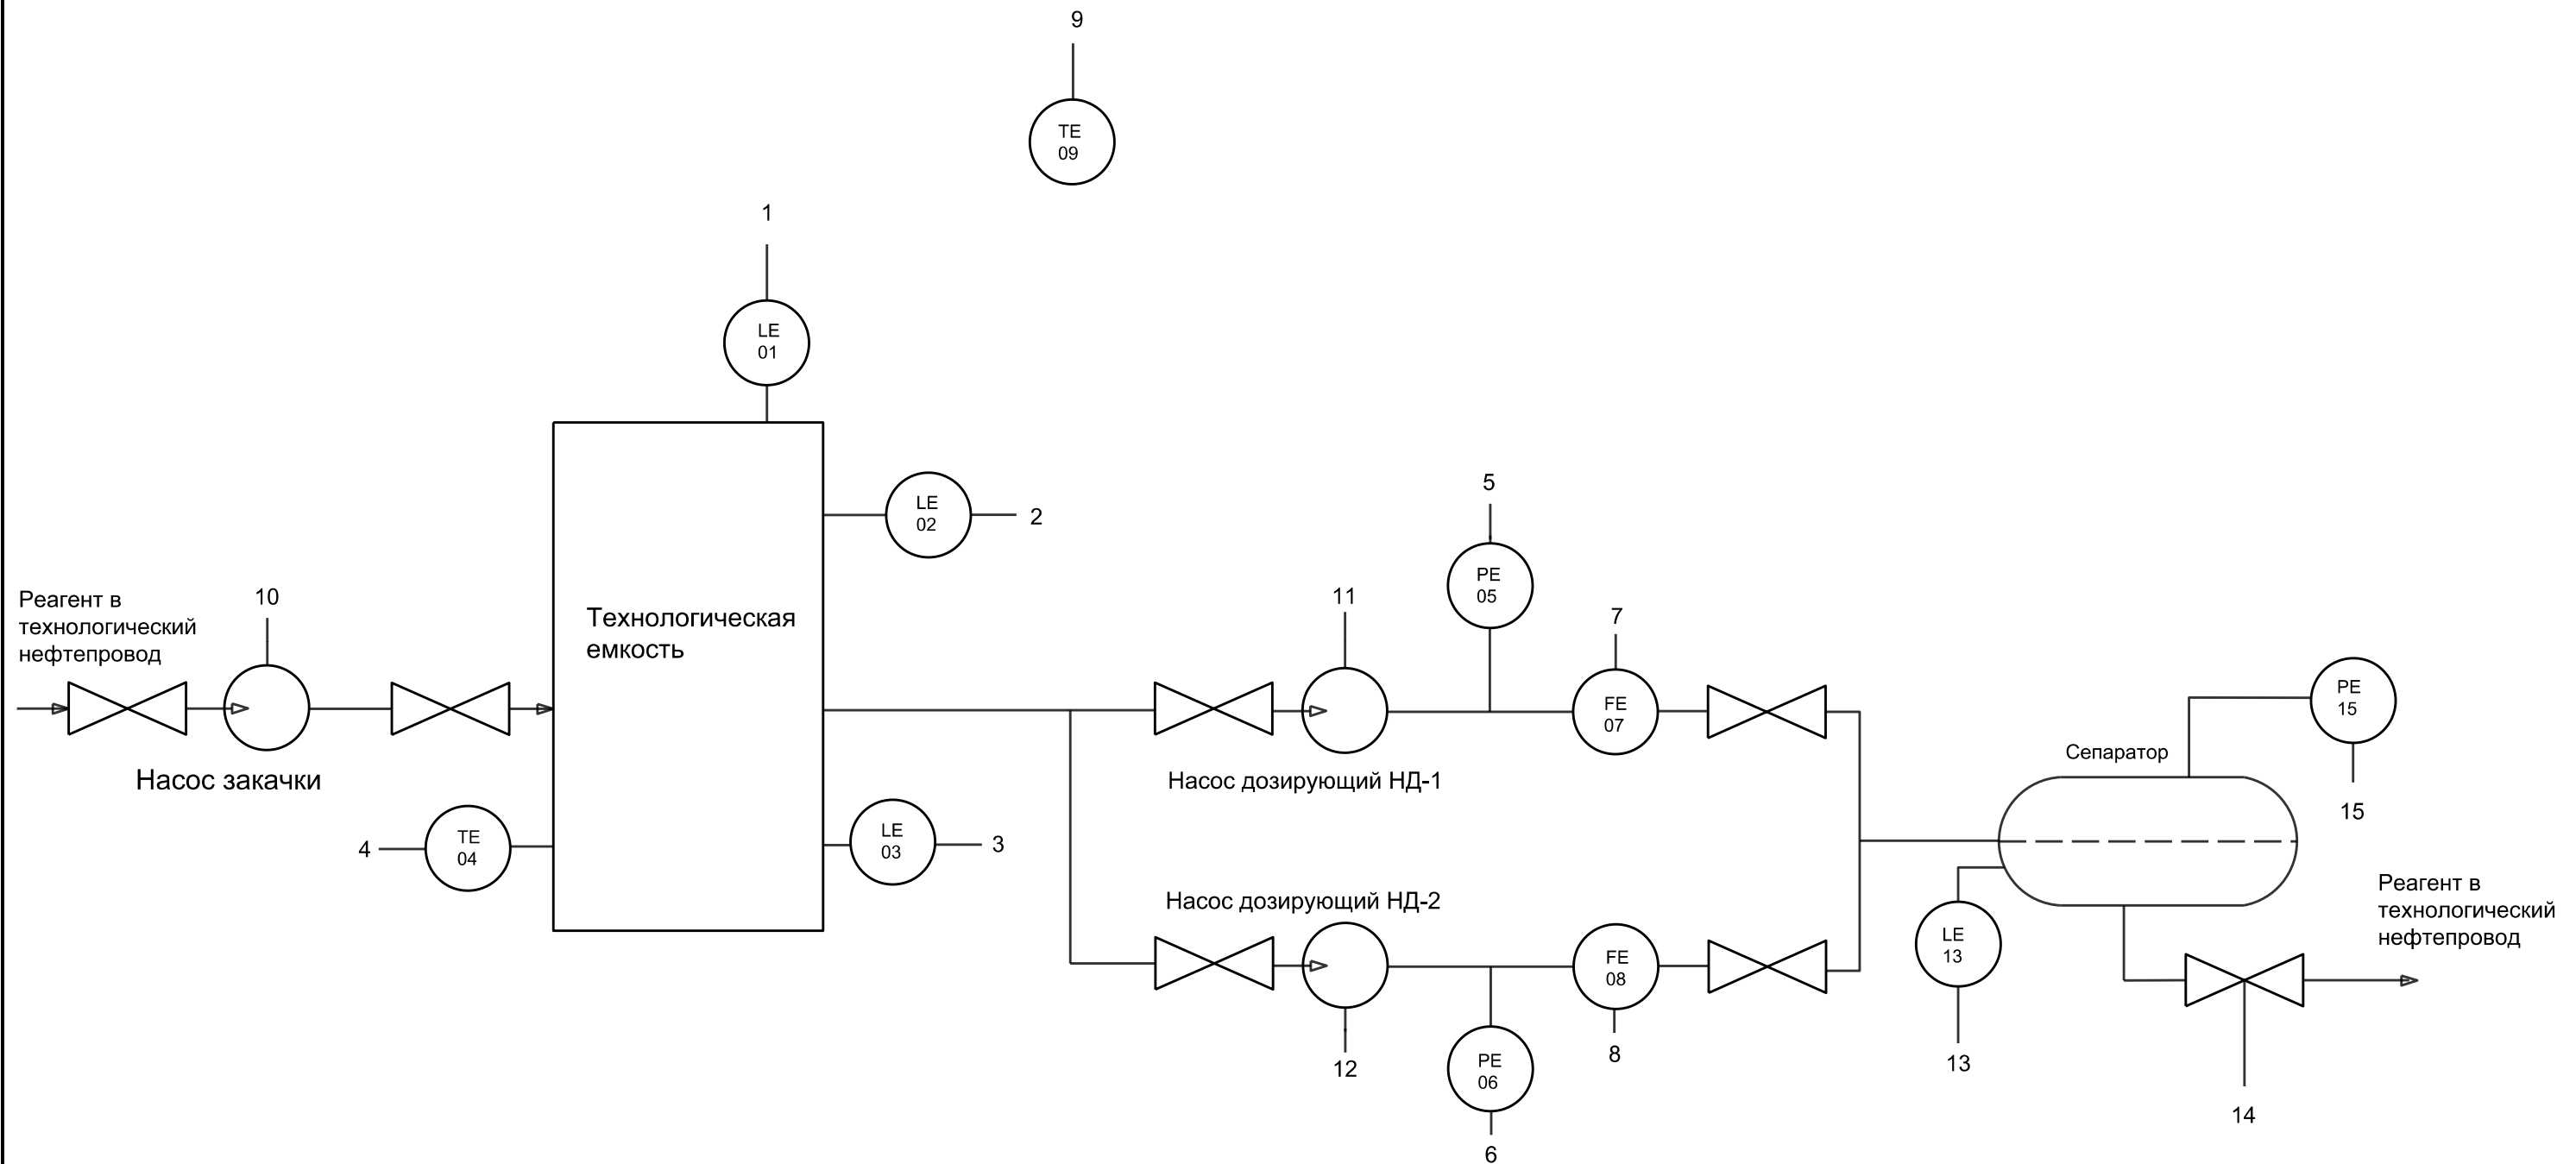 9
TE
09
1
LE
01
LE
02
2
Реагент в
технологический
нефтепровод
10
Насос закачки
Технологическая
емкость
4
TE
04
LE
03
3
5
PE
05
11
7
FE
07
Насос дозирующий НД-1
Насос дозирующий НД-2
12
PE
06
6
FE
08
8
Сепаратор
PE
15
15
LE
13
13
14
Реагент в
технологический
нефтепровод